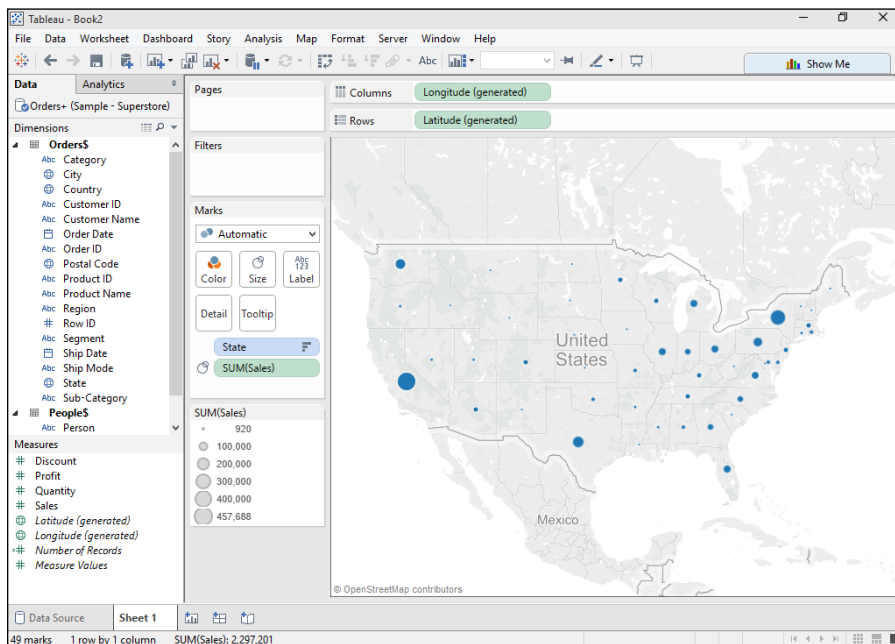 Tableau - Book2
File Data Worksheet Dashboard Story Analysis Map Format Server Window Help
Abc
Show Me
Data Analytics
Orders+ (Sample - Superstore)
Dimensions
Orders$
Abc Category
City
Country
Abc Customer ID
Abc Customer Name
Order Date
Abc Order ID
Postal Code
Abc Product ID
Abc Product Name
Abc Region
# Row ID
Abc Segment
Ship Date
Abc Ship Mode
State
Abc Sub-Category
People$
Abc Person
Measures
# Discount
# Profit
# Quantity
# Sales
Latitude (generated)
Longitude (generated)
=# Number of Records
# Measure Values
Pages
Filters
Marks
Automatic
Color Size Abc 123 Label
Detail Tooltip
State
SUM(Sales)
SUM(Sales)
920
100,000
200,000
300,000
400,000
457,688
Columns Longitude (generated)
Rows Latitude (generated)
United
States
Mexico
© OpenStreetMap contributors
Data Source Sheet 1
49 marks 1 row by 1 column SUM(Sales): 2,297,201